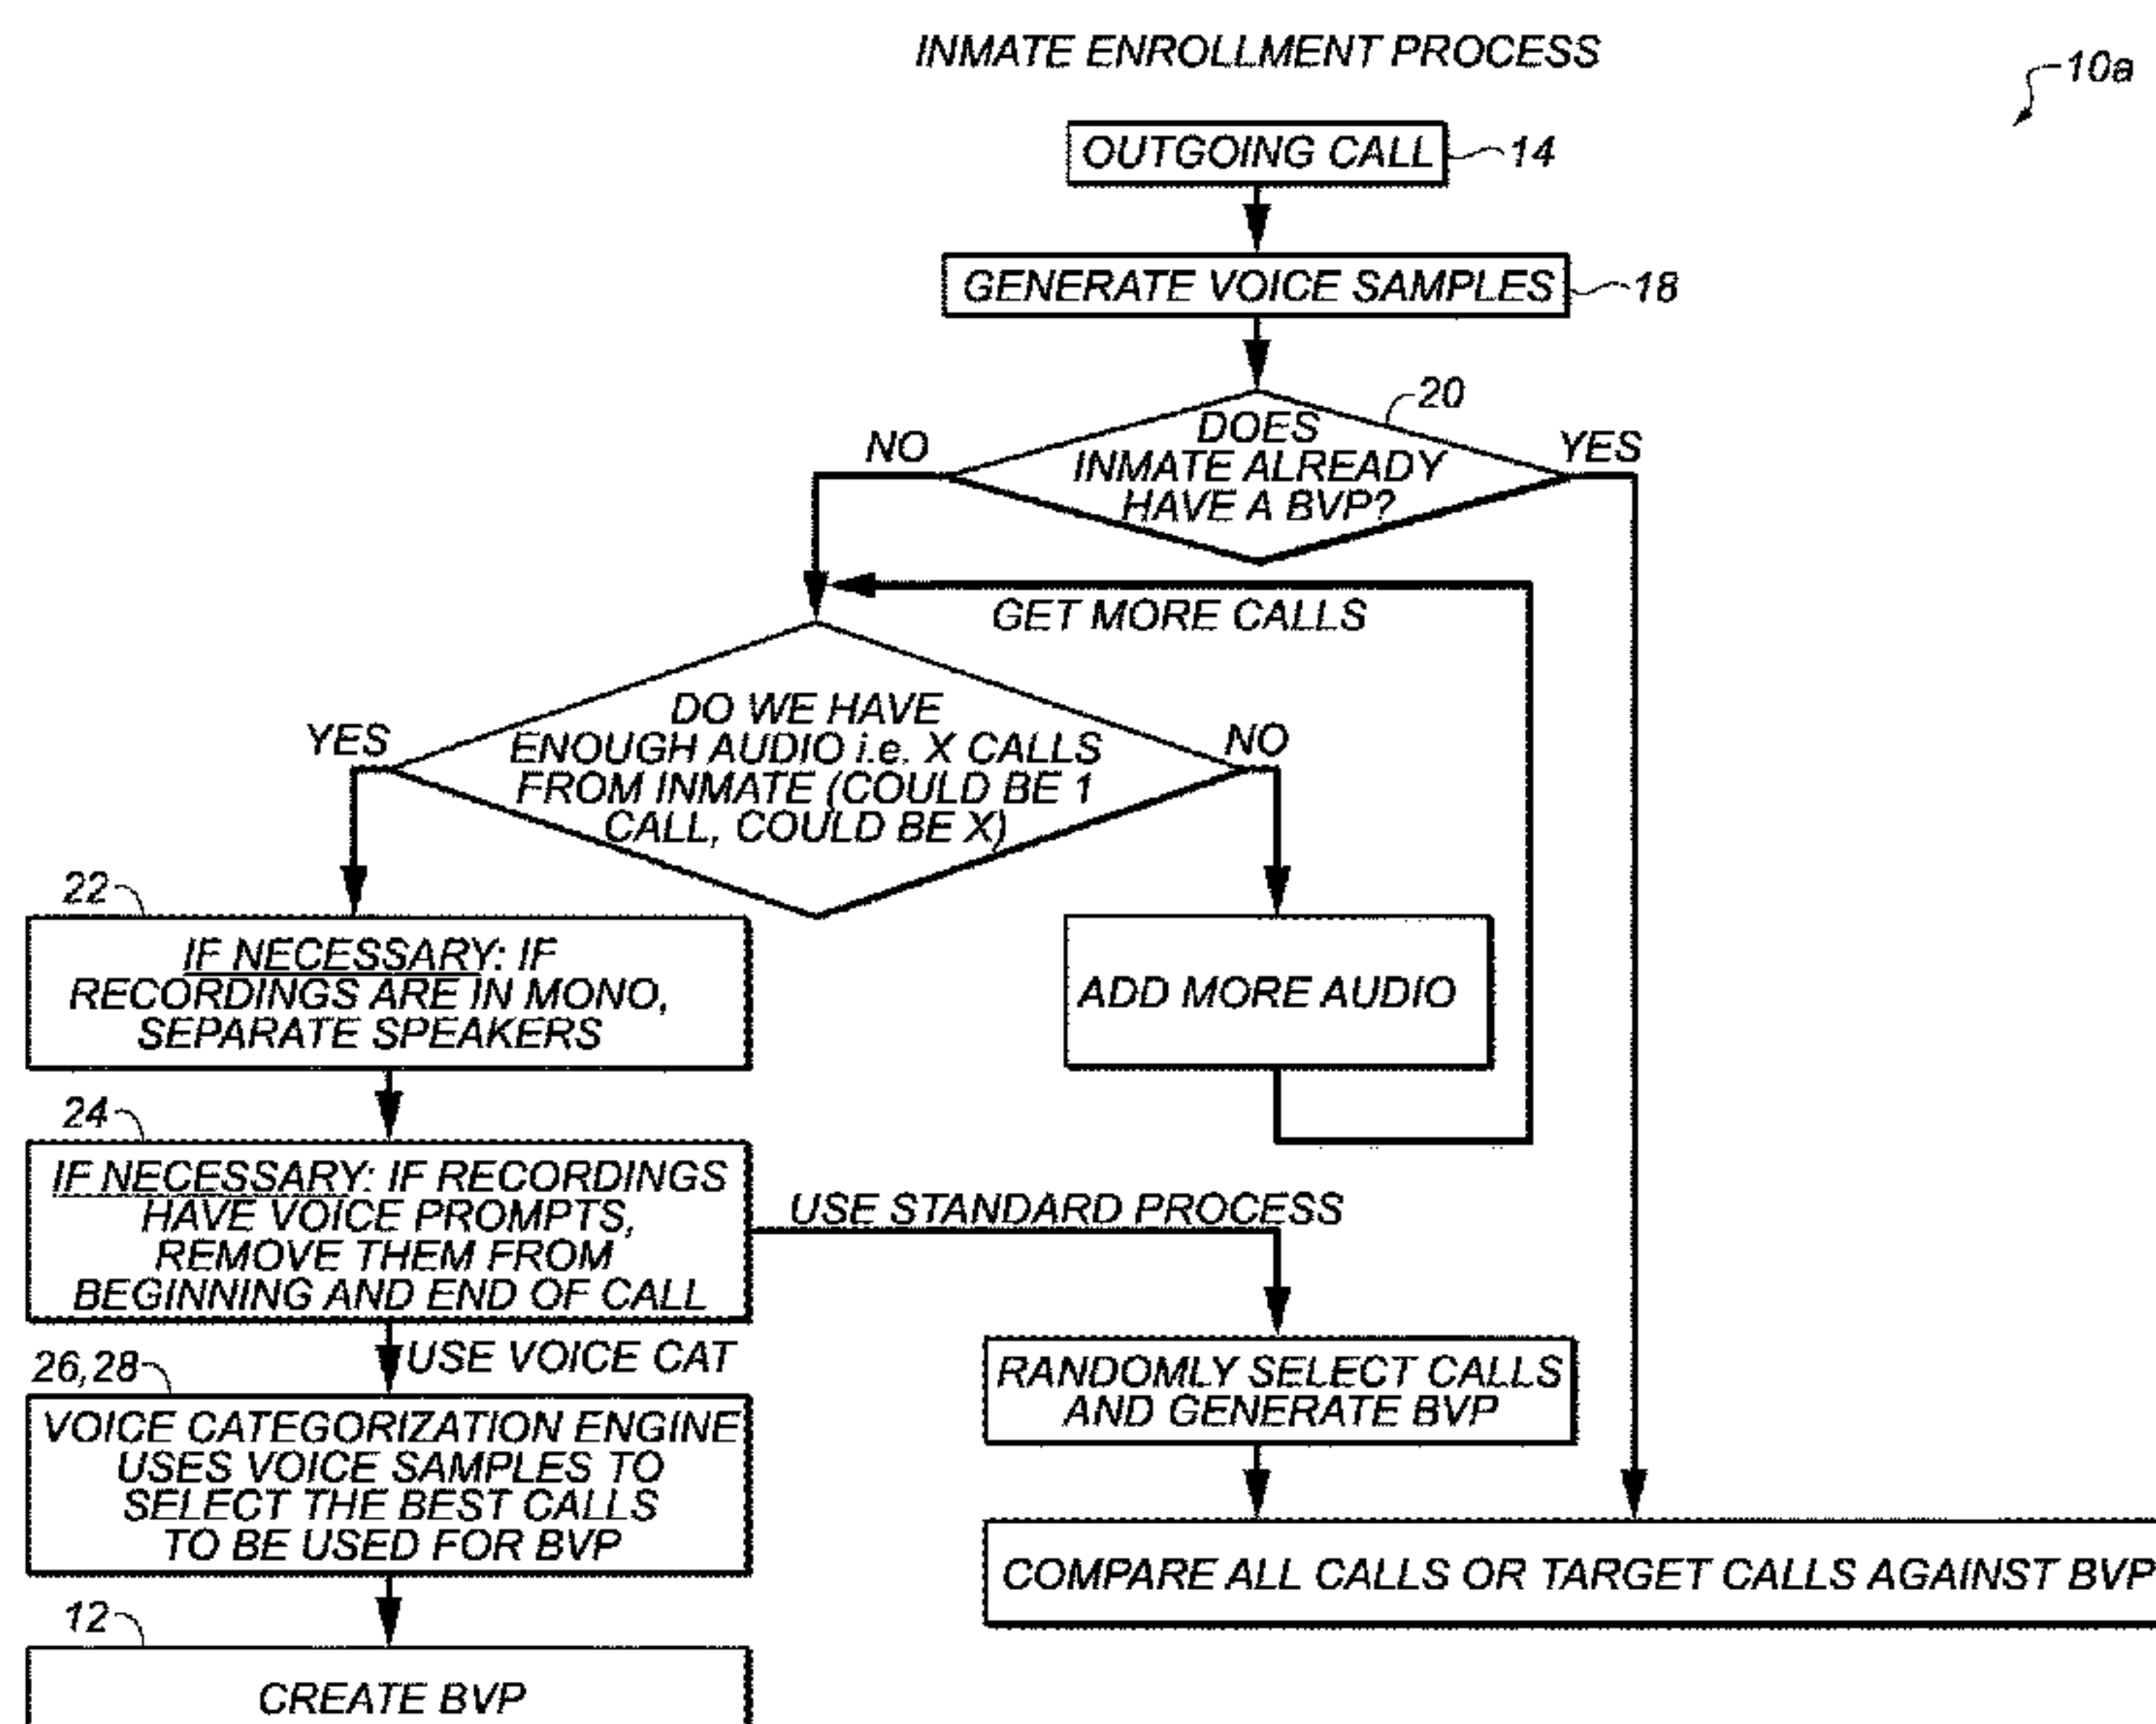 INMATE ENROLLMENT PROCESS
10a
OUTGOING CALL
14
GENERATE VOICE SAMPLES
18
20
DOES
INMATE ALREADY
HAVE A BVP?
NO
YES
GET MORE CALLS
DO WE HAVE
ENOUGH AUDIO i.e. X CALLS
FROM INMATE (COULD BE 1
CALL, COULD BE X)
YES
NO
22
IF NECESSARY: IF
RECORDINGS ARE IN MONO,
SEPARATE SPEAKERS
ADD MORE AUDIO
24
IF NECESSARY: IF RECORDINGS
HAVE VOICE PROMPTS,
REMOVE THEM FROM
BEGINNING AND END OF CALL
USE STANDARD PROCESS
USE VOICE CAT
26,28
VOICE CATEGORIZATION ENGINE
USES VOICE SAMPLES TO
SELECT THE BEST CALLS
TO BE USED FOR BVP
RANDOMLY SELECT CALLS
AND GENERATE BVP
COMPARE ALL CALLS OR TARGET CALLS AGAINST BVP
12
CREATE BVP